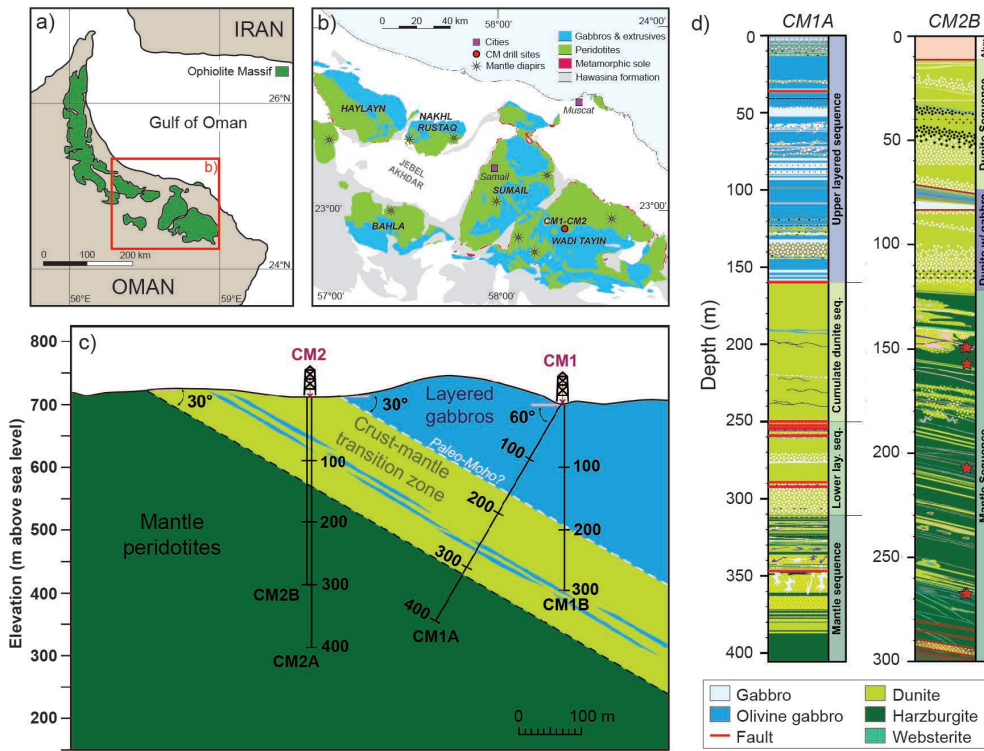 a)
IRAN
Ophiolite Massif
26°N
Gulf of Oman
b)
0 100 200 km
24°N
56°E
59°E
OMAN
b)
0 20 40 km
58°00'
24°00'
Cities
CM drill sites
Mantle diapirs
Gabbros & extrusives
Peridotites
Metamorphic sole
Hawasina formation
HAYLAYN
NAKHL
RUSTAQ
Muscat
JEBEL
AKHDAR
Samail
SUMAIL
23°00'
23°00'
BAHLA
CM1-CM2
WADI TAYIN
57°00'
58°00'
c)
Elevation (m above sea level)
800
700
600
500
450
400
350
300
250
200
CM2
CM1
30°
30°
60°
Layered
gabbros
Crust-mantle
transition zone
Paleo-Moho?
Mantle
peridotites
100
200
300
400
CM2B
CM2A
100
200
300
400
CM1A
100
200
300
CM1B
0 100 m
d)
CM1A
CM2B
Depth (m)
0
50
100
150
200
250
300
350
400
Upper layered sequence
Cumulate dunite seq.
Lower lay. seq.
Mantle sequence
0
50
100
150
200
250
300
Dunite Sequence
Mantle Sequence
Gabbro
Olivine gabbro
Fault
Dunite
Harzburgite
Websterite